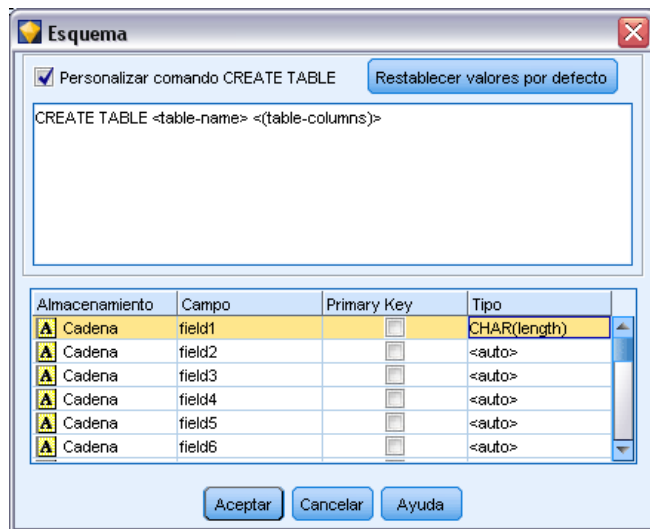 Esquema
Personalizar comando CREATE TABLE Restablecer valores por defecto
CREATE TABLE <table-name> <(table-columns)>
Almacenamiento Campo Primary Key Tipo
A Cadena field1 CHAR(length)
A Cadena field2 <auto>
A Cadena field3 <auto>
A Cadena field4 <auto>
A Cadena field5 <auto>
A Cadena field6 <auto>
Aceptar Cancelar Ayuda